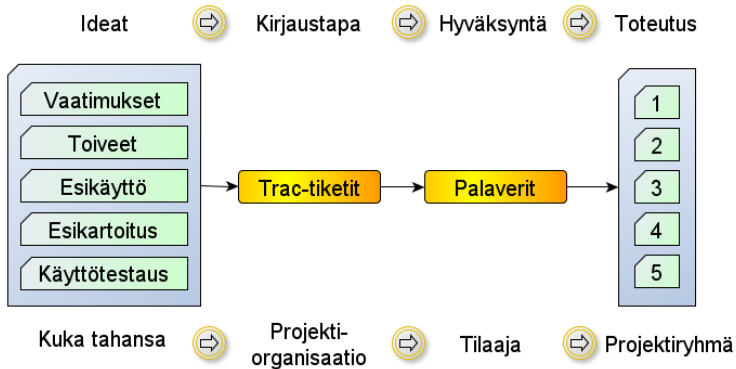 Ideat
Kirjaustapa
Hyväksyntä
Toteutus
Vaatimukset
Toiveet
Esikäyttö
Esikartoitus
Käyttötestaus
Trac-tiketit
Palaverit
1
2
3
4
5
Kuka tahansa
Projekti-
organisaatio
Tilaaja
Projektiryhmä